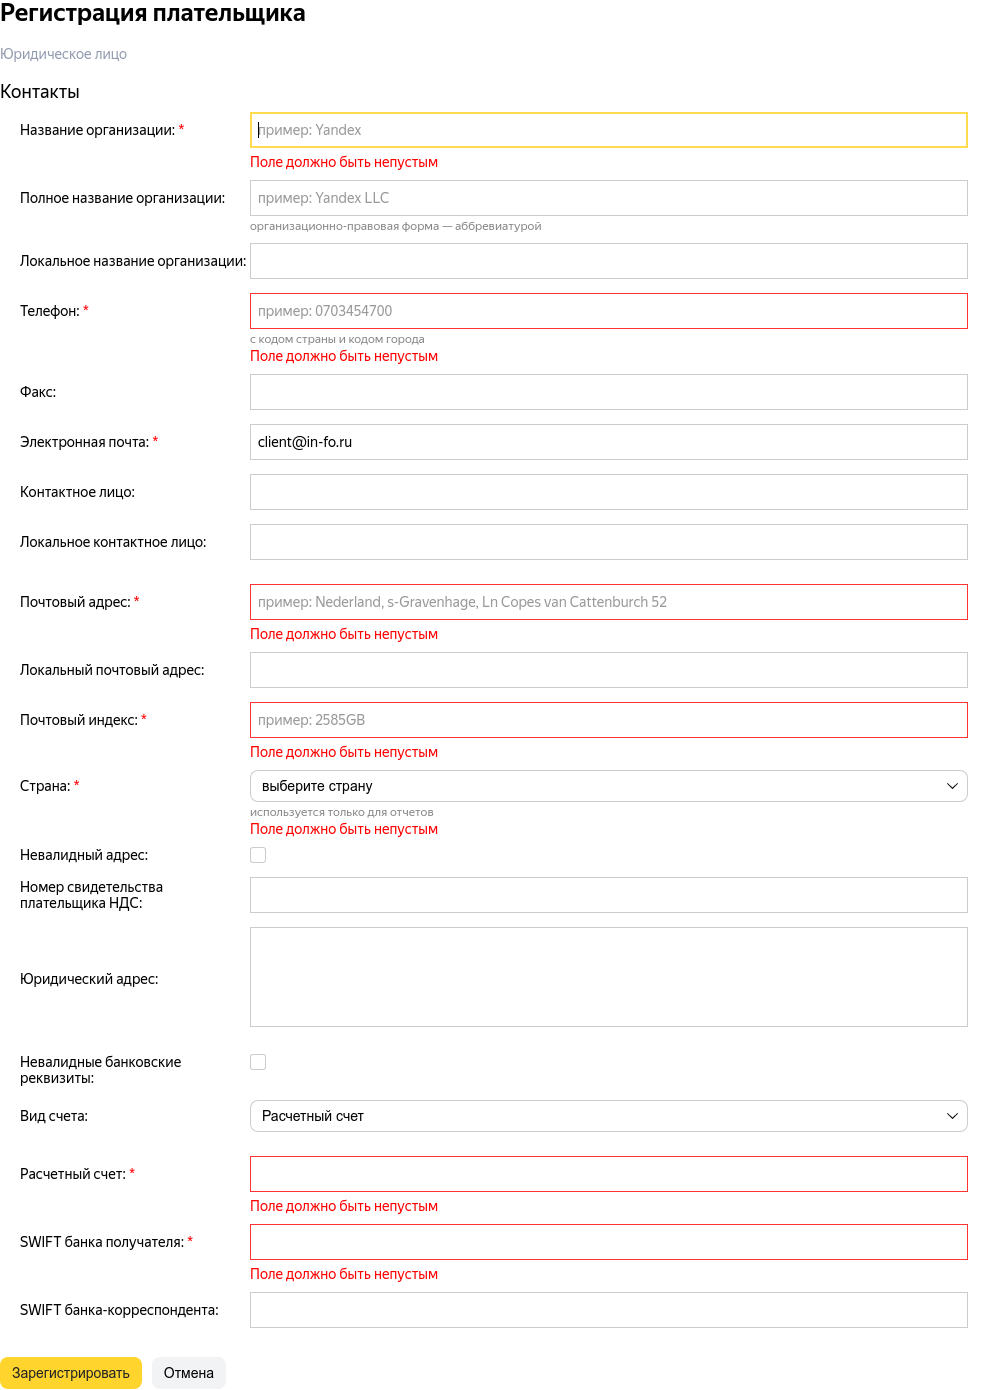 Регистрация плательщика
Юридическое лицо
Контакты
Название организации: *
пример: Yandex
Поле должно быть непустым
Полное название организации:
пример: Yandex LLC
организационно-правовая форма — аббревиатурой
Локальное название организации:
Телефон: *
пример: 0703454700
с кодом страны и кодом города
Поле должно быть непустым
Факс:
Электронная почта: *
client@in-fo.ru
Контактное лицо:
Локальное контактное лицо:
Почтовый адрес: *
пример: Nederland, s-Gravenhage, Ln Copes van Cattenburch 52
Поле должно быть непустым
Локальный почтовый адрес:
Почтовый индекс: *
пример: 2585GB
Поле должно быть непустым
Страна: *
выберите страну
используется только для отчетов
Поле должно быть непустым
Невалидный адрес:
Номер свидетельства
плательщика НДС:
Юридический адрес:
Невалидные банковские
реквизиты:
Вид счета:
Расчетный счет
Расчетный счет: *
Поле должно быть непустым
SWIFT банка получателя: *
Поле должно быть непустым
SWIFT банка-корреспондента:
Зарегистрировать
Отмена